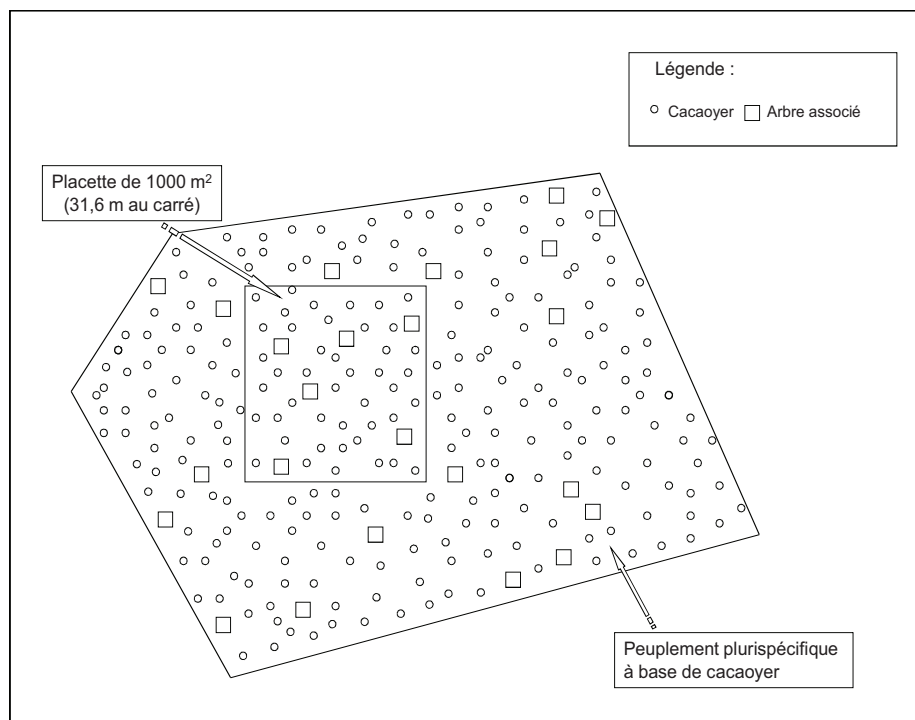 Légende :
Cacaoyer Arbre associé
Placette de 1000 m²
(31,6 m au carré)
Peuplement plurispécifique
à base de cacaoyer